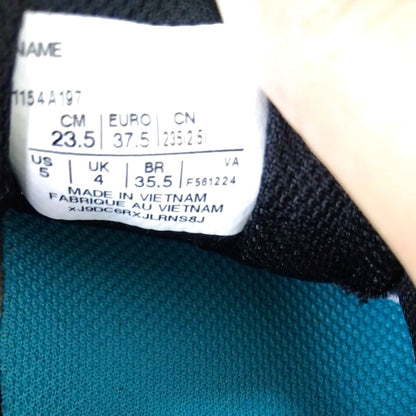 NAME
1154A197
CM EURO CN
23.5 37.5 235(2.5)
US UK BR VA
5 4 35.5 F561224
MADE IN VIETNAM
FABRIQUE AU VIETNAM
XJ9DC6RXJLRNS8J